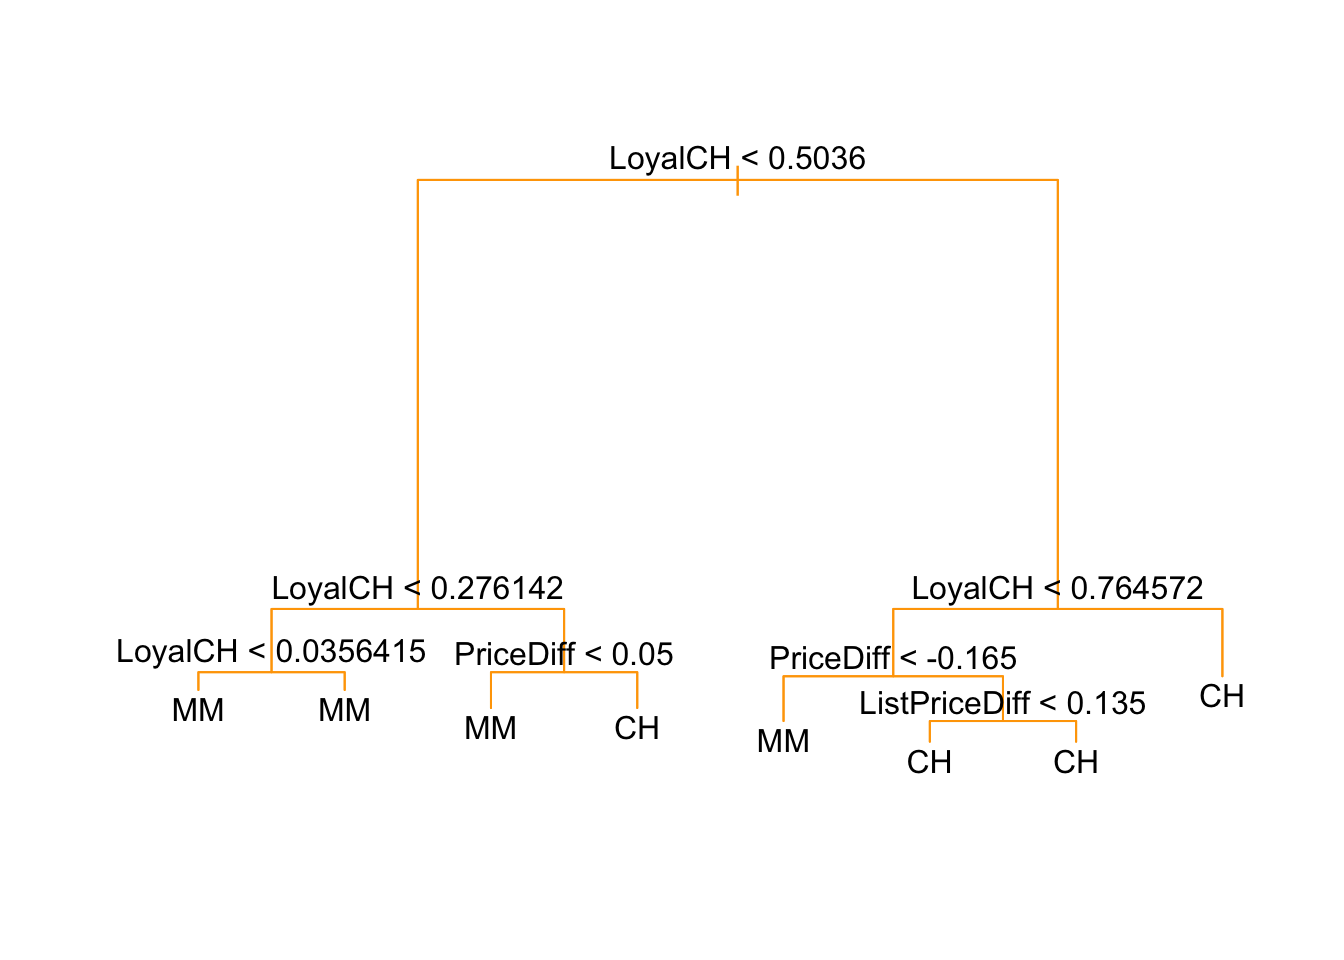 LoyalCH < 0.5036
LoyalCH < 0.276142
LoyalCH < 0.764572
LoyalCH < 0.0356415
PriceDiff < 0.05
PriceDiff < -0.165
MM
MM
MM
CH
ListPriceDiff < 0.135
CH
MM
CH
CH